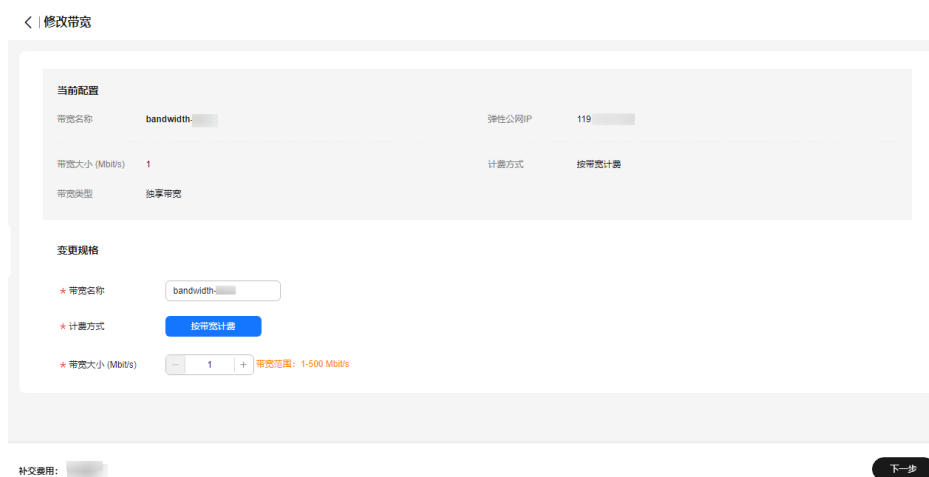 修改带宽
当前配置
带宽名称 bandwidth- 弹性公网IP 119
带宽大小 (Mbit/s) 1 计费方式 按带宽计费
带宽类型 独享带宽
变更规格
* 带宽名称 bandwidth-
* 计费方式 按带宽计费
* 带宽大小 (Mbit/s) − 1 + 带宽范围：1-500 Mbit/s
补交费用： 下一步